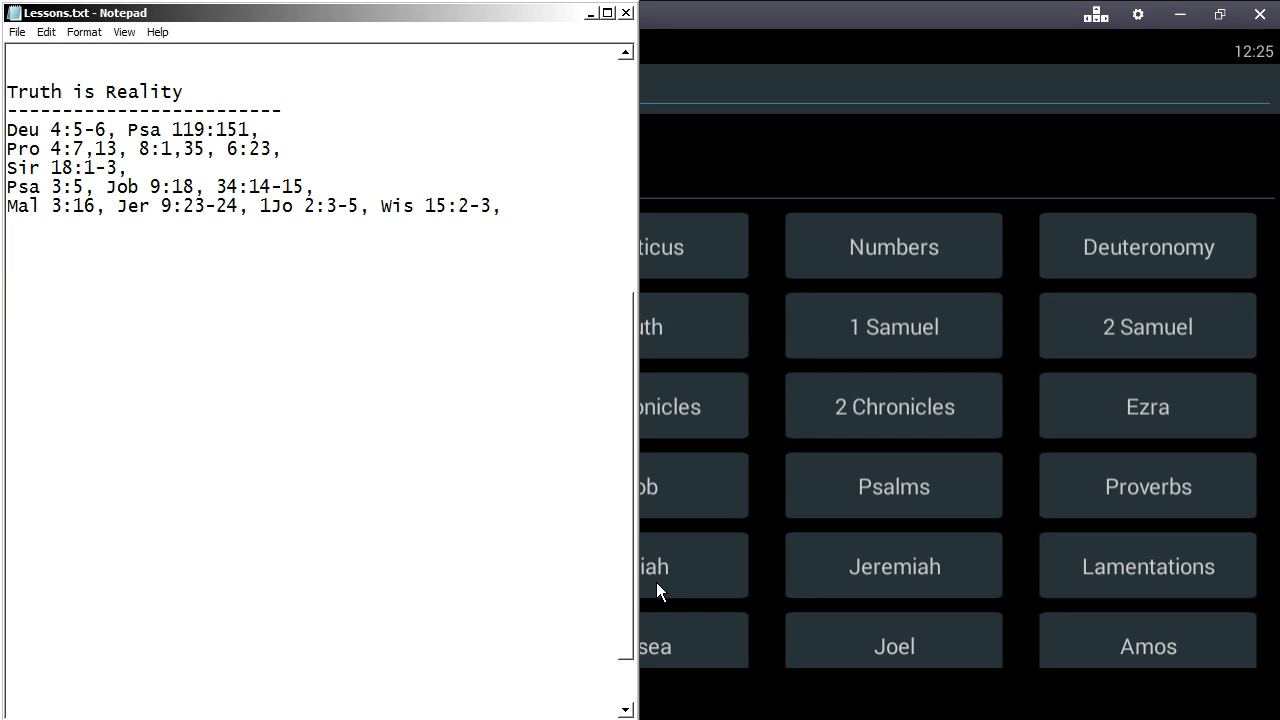 Lessons.txt - Notepad
File Edit Format View Help
12:25
Truth is Reality
-------------------------
Deu 4:5-6, Psa 119:151,
Pro 4:7,13, 8:1,35, 6:23,
Sir 18:1-3,
Psa 3:5, Job 9:18, 34:14-15,
Mal 3:16, Jer 9:23-24, 1Jo 2:3-5, Wis 15:2-3,
ticus Numbers Deuteronomy
uth 1 Samuel 2 Samuel
onicles 2 Chronicles Ezra
ob Psalms Proverbs
iah Jeremiah Lamentations
sea Joel Amos